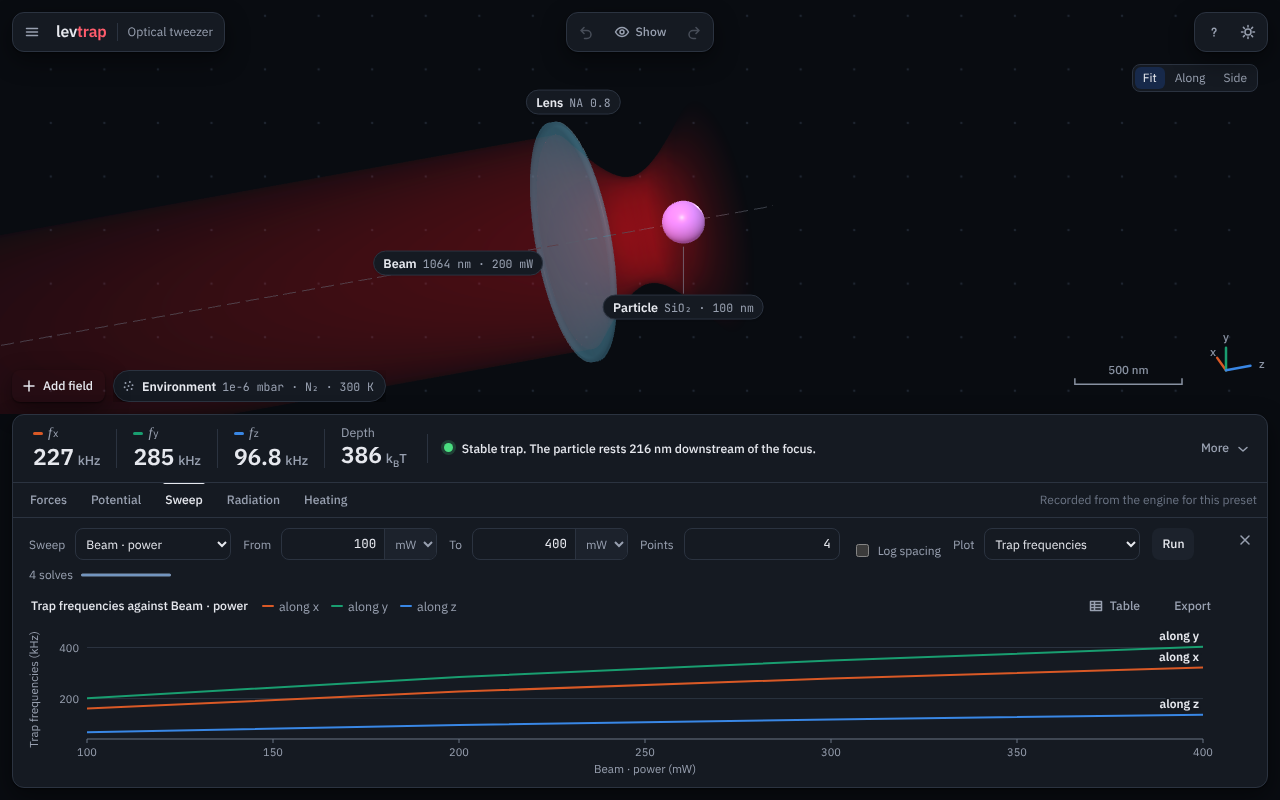 levtrap Optical tweezer
Show
?
Fit Along Side
Lens NA 0.8
Beam 1064 nm · 200 mW
Particle SiO₂ · 100 nm
y
x
z
500 nm
Add field
Environment 1e-6 mbar · N₂ · 300 K
fx
227 kHz
fy
285 kHz
fz
96.8 kHz
Depth
386 k_BT
Stable trap. The particle rests 216 nm downstream of the focus.
More
Forces Potential Sweep Radiation Heating
Recorded from the engine for this preset
Sweep Beam · power From 100 mW To 400 mW Points 4 Log spacing Plot Trap frequencies Run
4 solves
Trap frequencies against Beam · power along x along y along z
Table Export
Trap frequencies (kHz)
400
200
along y
along x
along z
100 150 200 250 300 350 400
Beam · power (mW)